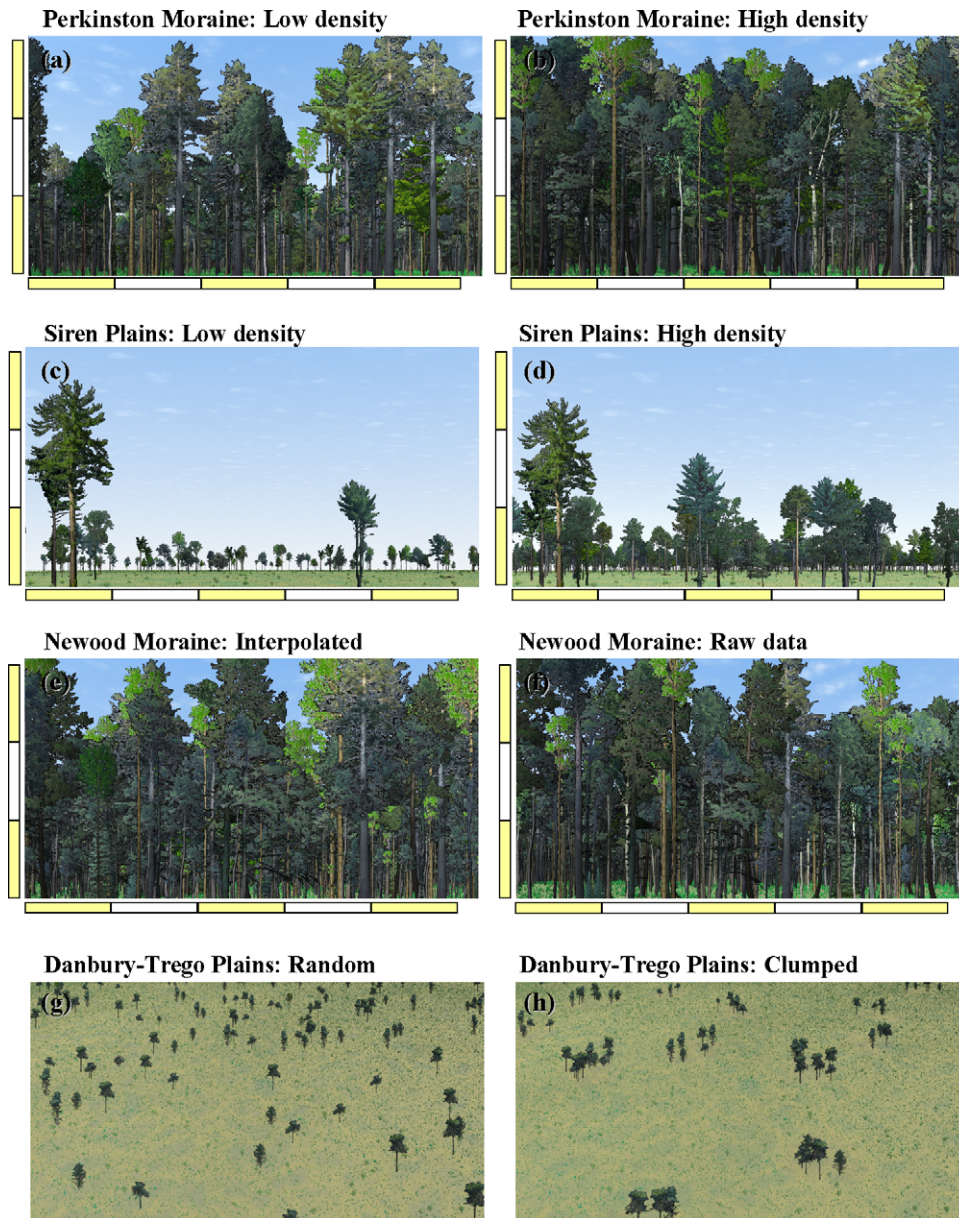 Perkinston Moraine: Low density
Perkinston Moraine: High density
(a)
(b)
Siren Plains: Low density
Siren Plains: High density
(c)
(d)
Newood Moraine: Interpolated
Newood Moraine: Raw data
(e)
(f)
Danbury-Trego Plains: Random
Danbury-Trego Plains: Clumped
(g)
(h)